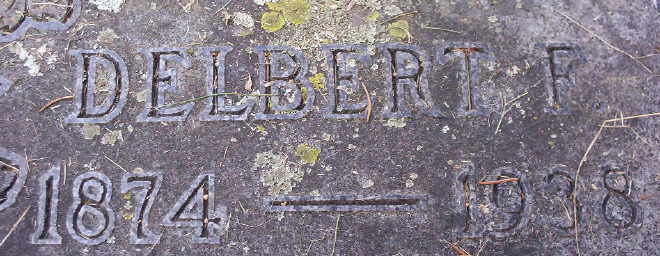 DELBERT F.
1874 — 1938